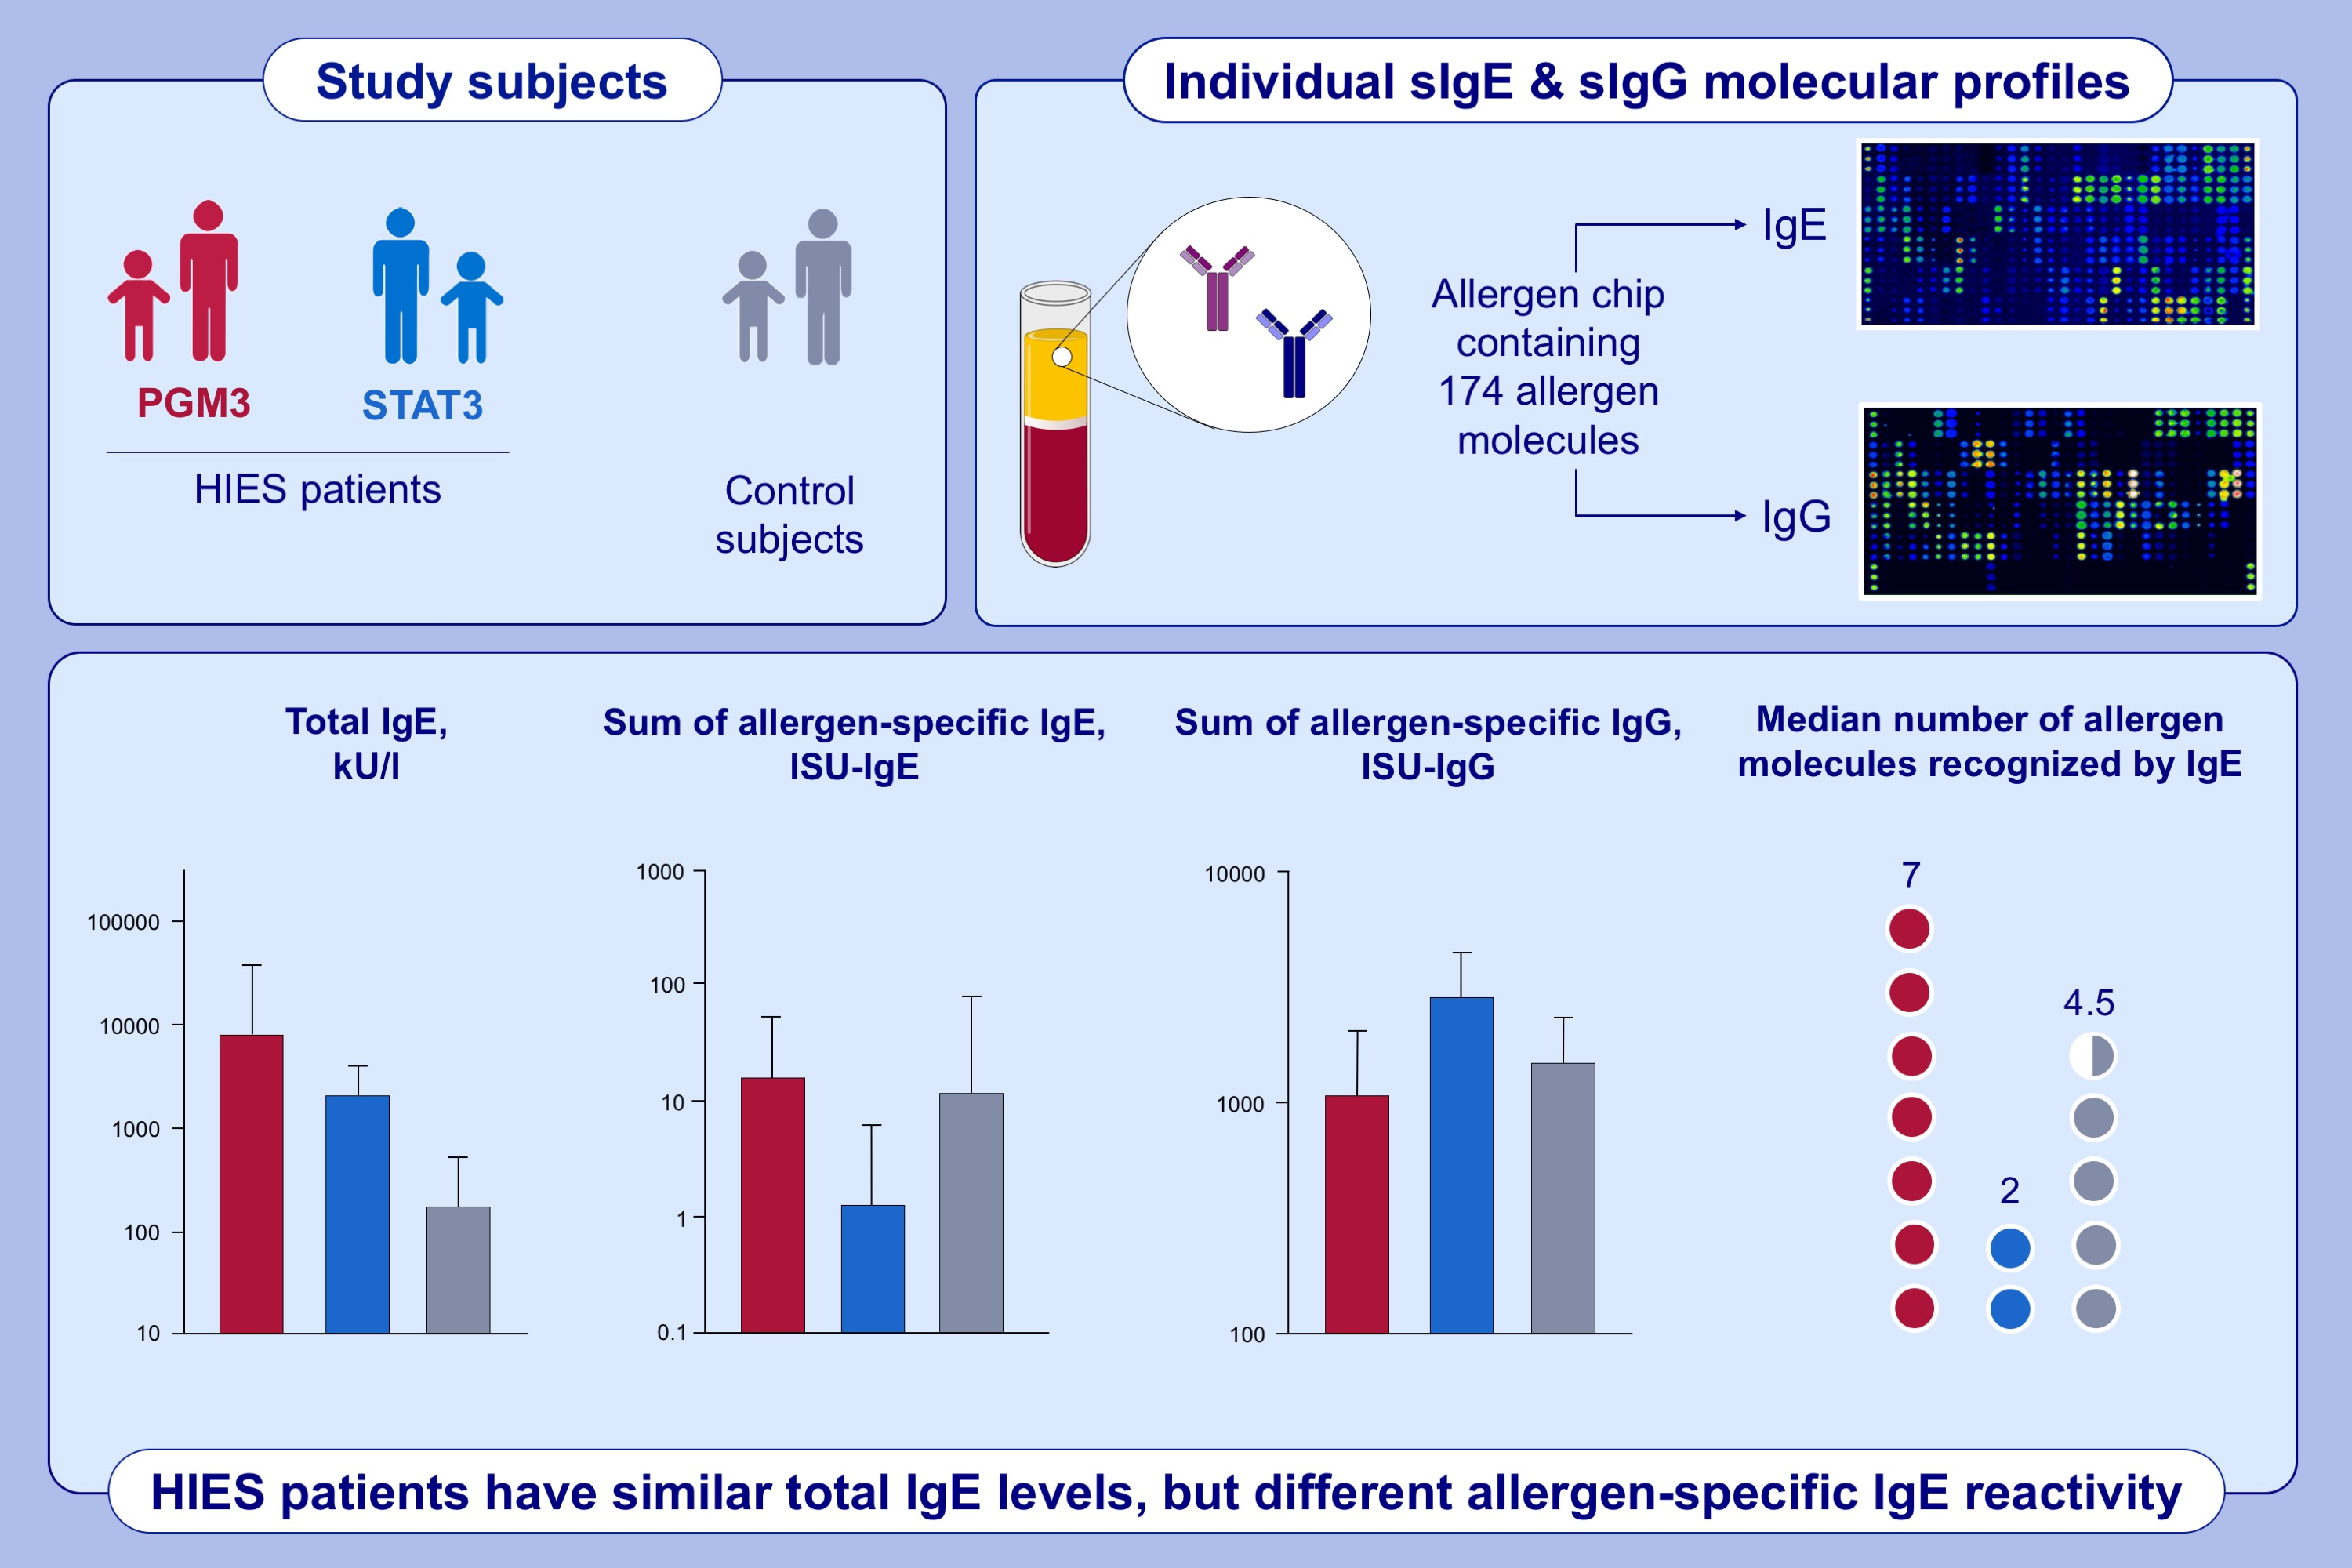 Study subjects
PGM3
STAT3
HIES patients
Control
subjects
Individual sIgE & sIgG molecular profiles
Allergen chip
containing
174 allergen
molecules
IgE
IgG
Total IgE,
kU/l
100000
10000
1000
100
10
Sum of allergen-specific IgE,
ISU-IgE
1000
100
10
1
0.1
Sum of allergen-specific IgG,
ISU-IgG
10000
1000
100
Median number of allergen
molecules recognized by IgE
7
2
4.5
HIES patients have similar total IgE levels, but different allergen-specific IgE reactivity